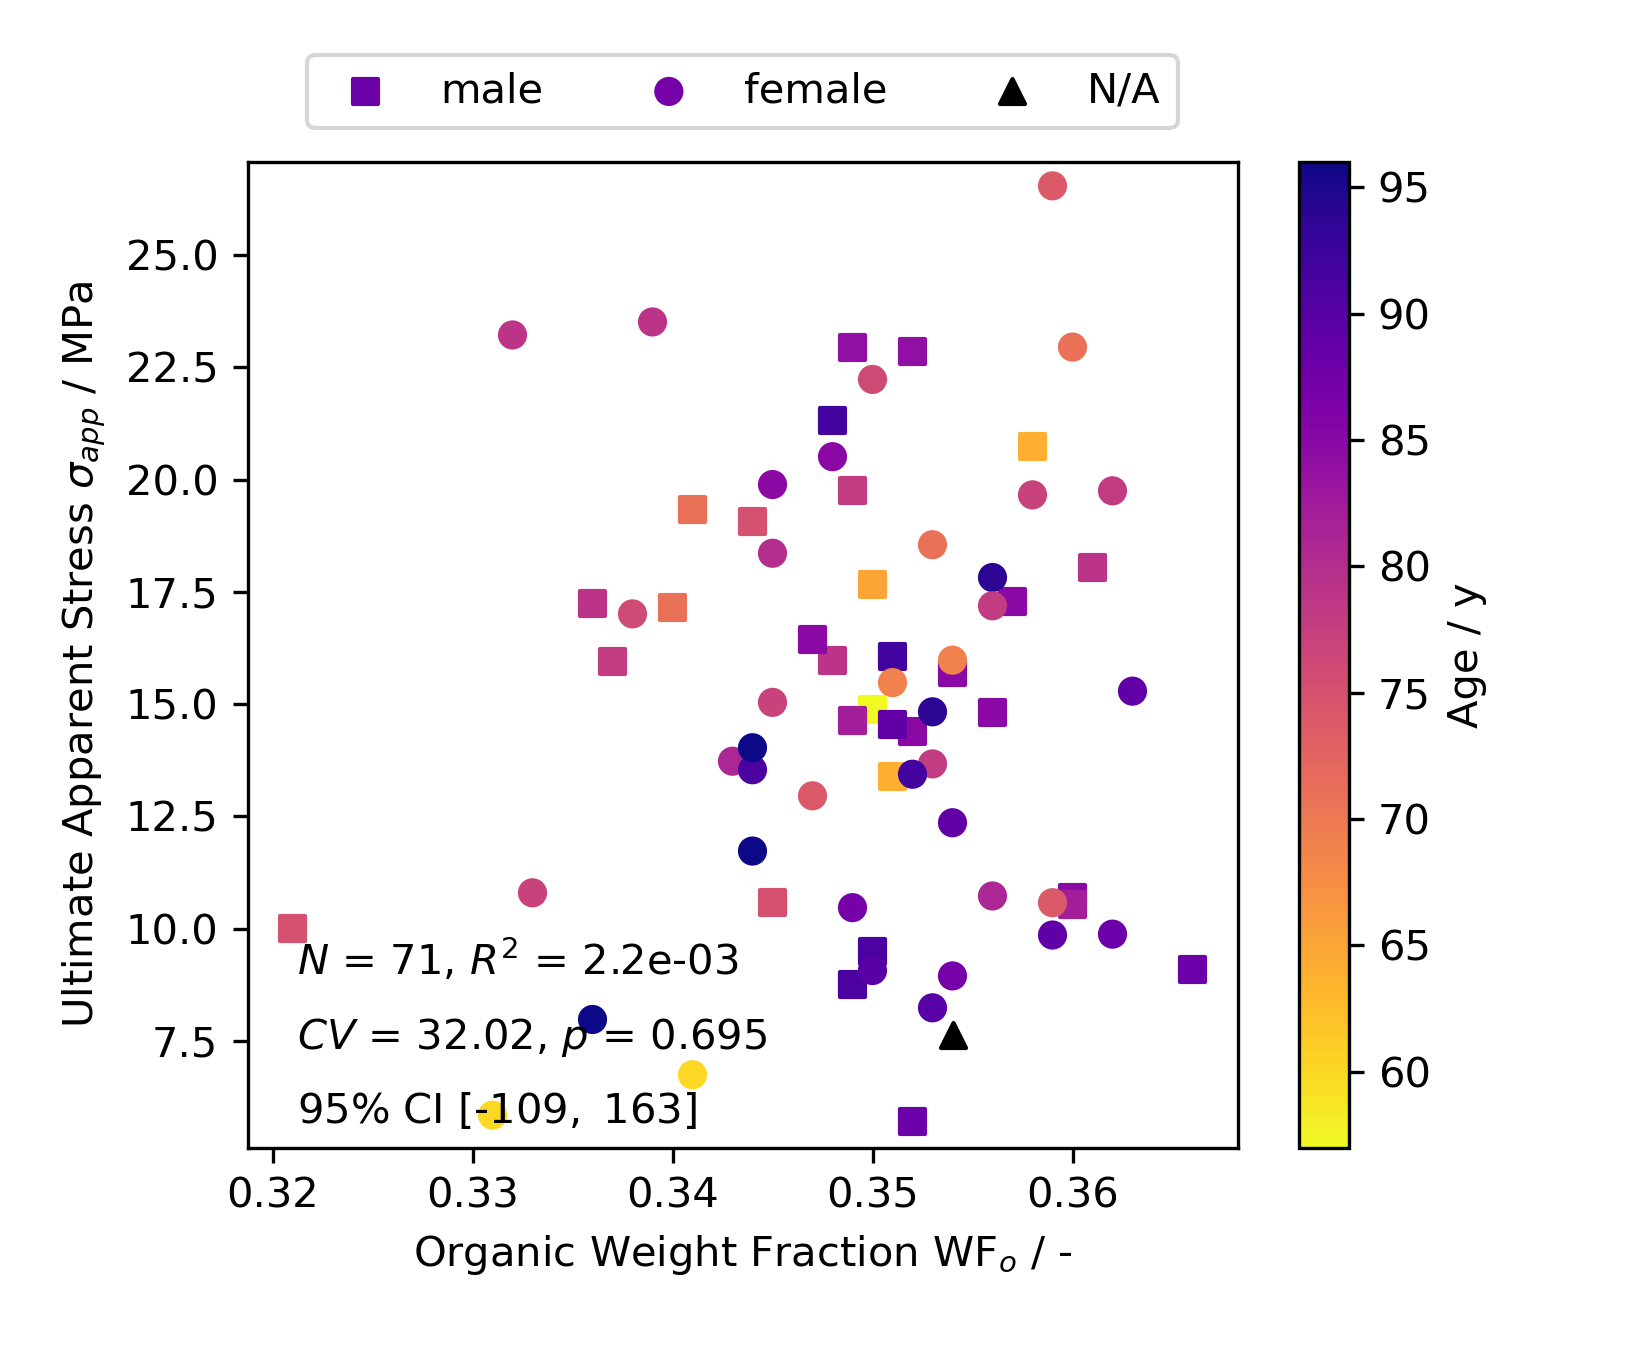 male female N/A
25.0
22.5
20.0
17.5
15.0
12.5
10.0
7.5
Ultimate Apparent Stress σ_app / MPa
N = 71, R² = 2.2e-03
CV = 32.02, p = 0.695
95% CI [-109, 163]
0.32 0.33 0.34 0.35 0.36
Organic Weight Fraction WF_o / -
95
90
85
80
75
70
65
60
Age / y